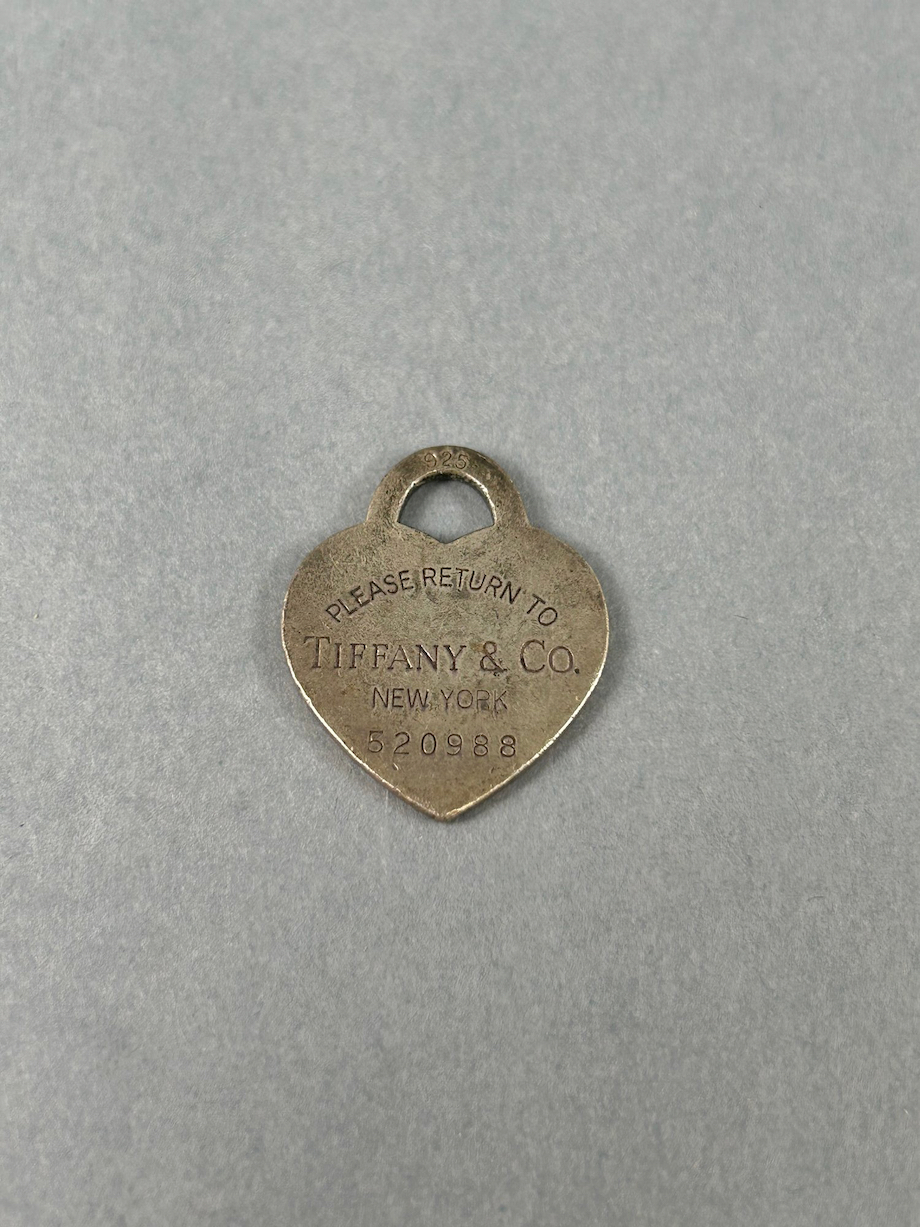 925
PLEASE RETURN TO
TIFFANY & CO.
NEW YORK
520988